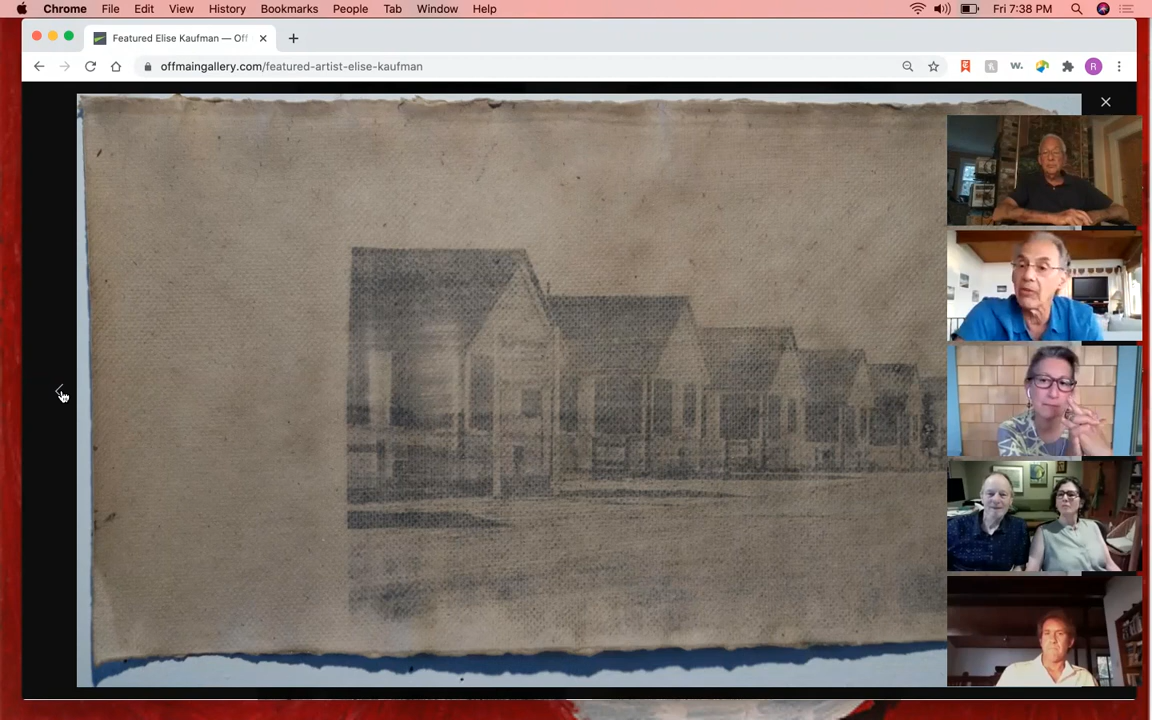 Chrome File Edit View History Bookmarks People Tab Window Help Fri 7:38 PM
Featured Elise Kaufman — Off
offmaingallery.com/featured-artist-elise-kaufman
W. R